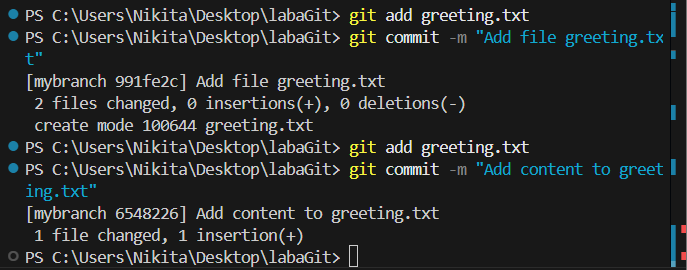 PS C:\Users\Nikita\Desktop\labaGit> git add greeting.txt
PS C:\Users\Nikita\Desktop\labaGit> git commit -m "Add file greeting.tx
t"
[mybranch 991fe2c] Add file greeting.txt
 2 files changed, 0 insertions(+), 0 deletions(-)
 create mode 100644 greeting.txt
PS C:\Users\Nikita\Desktop\labaGit> git add greeting.txt
PS C:\Users\Nikita\Desktop\labaGit> git commit -m "Add content to greet
ing.txt"
[mybranch 6548226] Add content to greeting.txt
 1 file changed, 1 insertion(+)
PS C:\Users\Nikita\Desktop\labaGit>